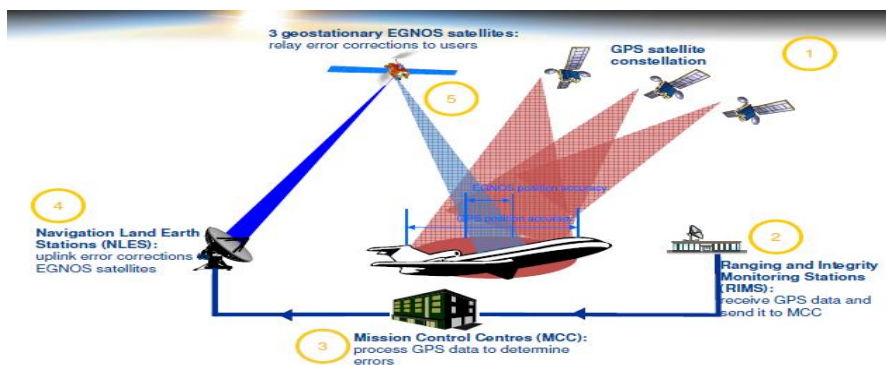 3 geostationary EGNOS satellites:
relay error corrections to users
GPS satellite
constellation
1
5
EGNOS position accuracy
GPS position accuracy
4
Navigation Land Earth
Stations (NLES):
uplink error corrections to
EGNOS satellites
2
Ranging and Integrity
Monitoring Stations
(RIMS):
receive GPS data and
send it to MCC
3
Mission Control Centres (MCC):
process GPS data to determine
errors